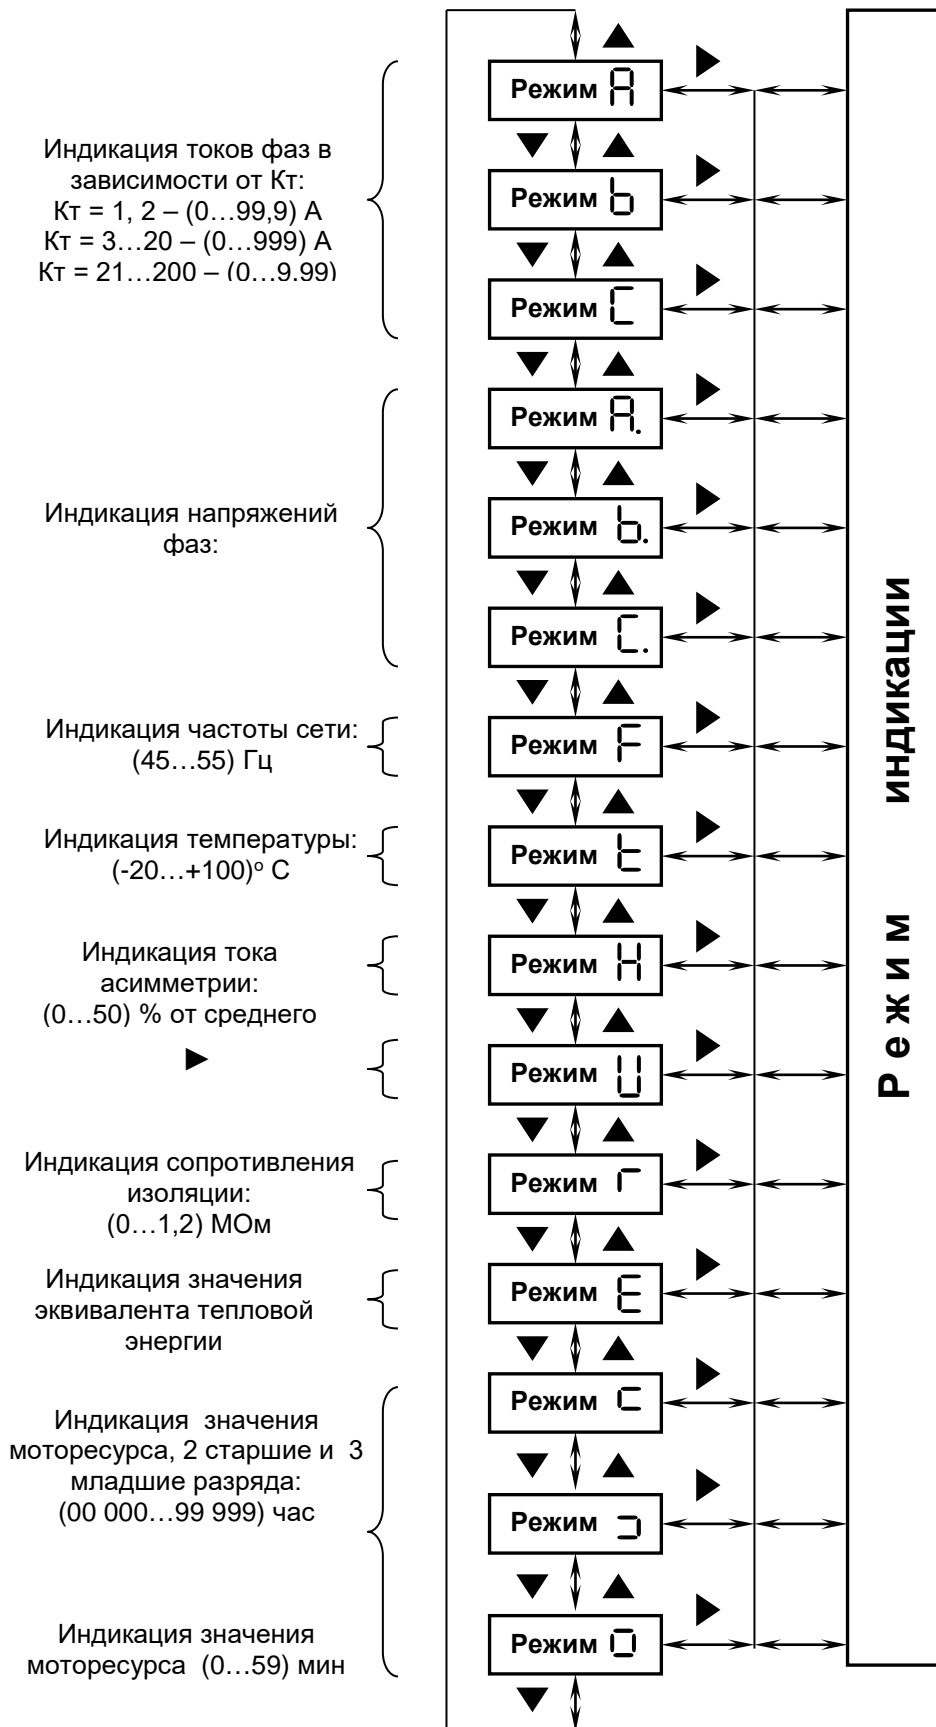 Режим A
Индикация токов фаз в
зависимости от Кт:
Кт = 1, 2 – (0…99,9) А
Кт = 3…20 – (0…999) А
Кт = 21…200 – (0…9.99)
Режим b
Режим C
Режим A.
Индикация напряжений
фаз:
Режим b.
Режим C.
Индикация частоты сети:
(45…55) Гц
Режим F
Индикация температуры:
(-20…+100)º С
Режим t
Индикация тока
асимметрии:
(0…50) % от среднего
Режим H
Режим U
Индикация сопротивления
изоляции:
(0…1,2) МОм
Режим г
Индикация значения
эквивалента тепловой
энергии
Режим E
Режим c
Индикация значения
моторесурса, 2 старшие и 3
младшие разряда:
(00 000…99 999) час
Режим ɔ
Индикация значения
моторесурса (0…59) мин
Режим o
Режим индикации